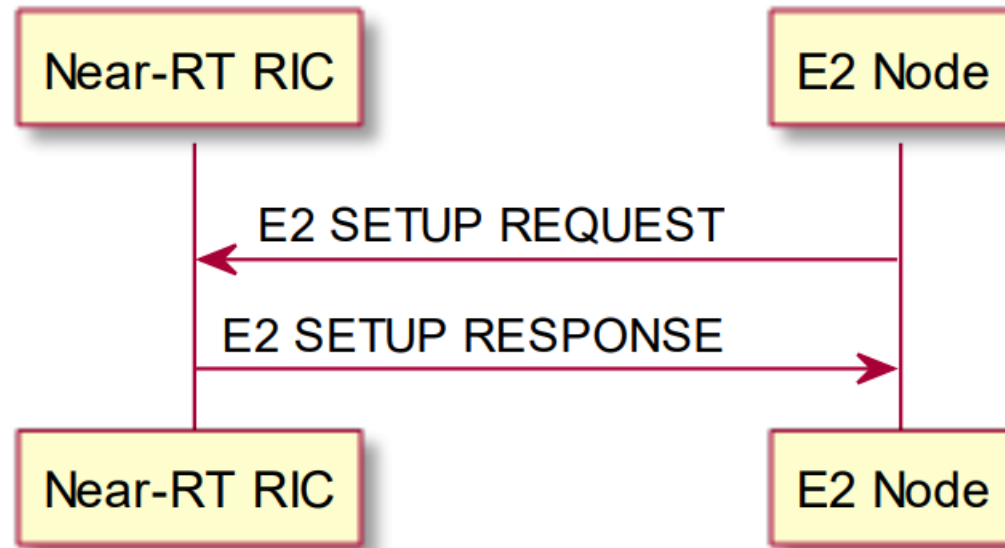 Near-RT RIC
E2 Node
E2 SETUP REQUEST
E2 SETUP RESPONSE
Near-RT RIC
E2 Node